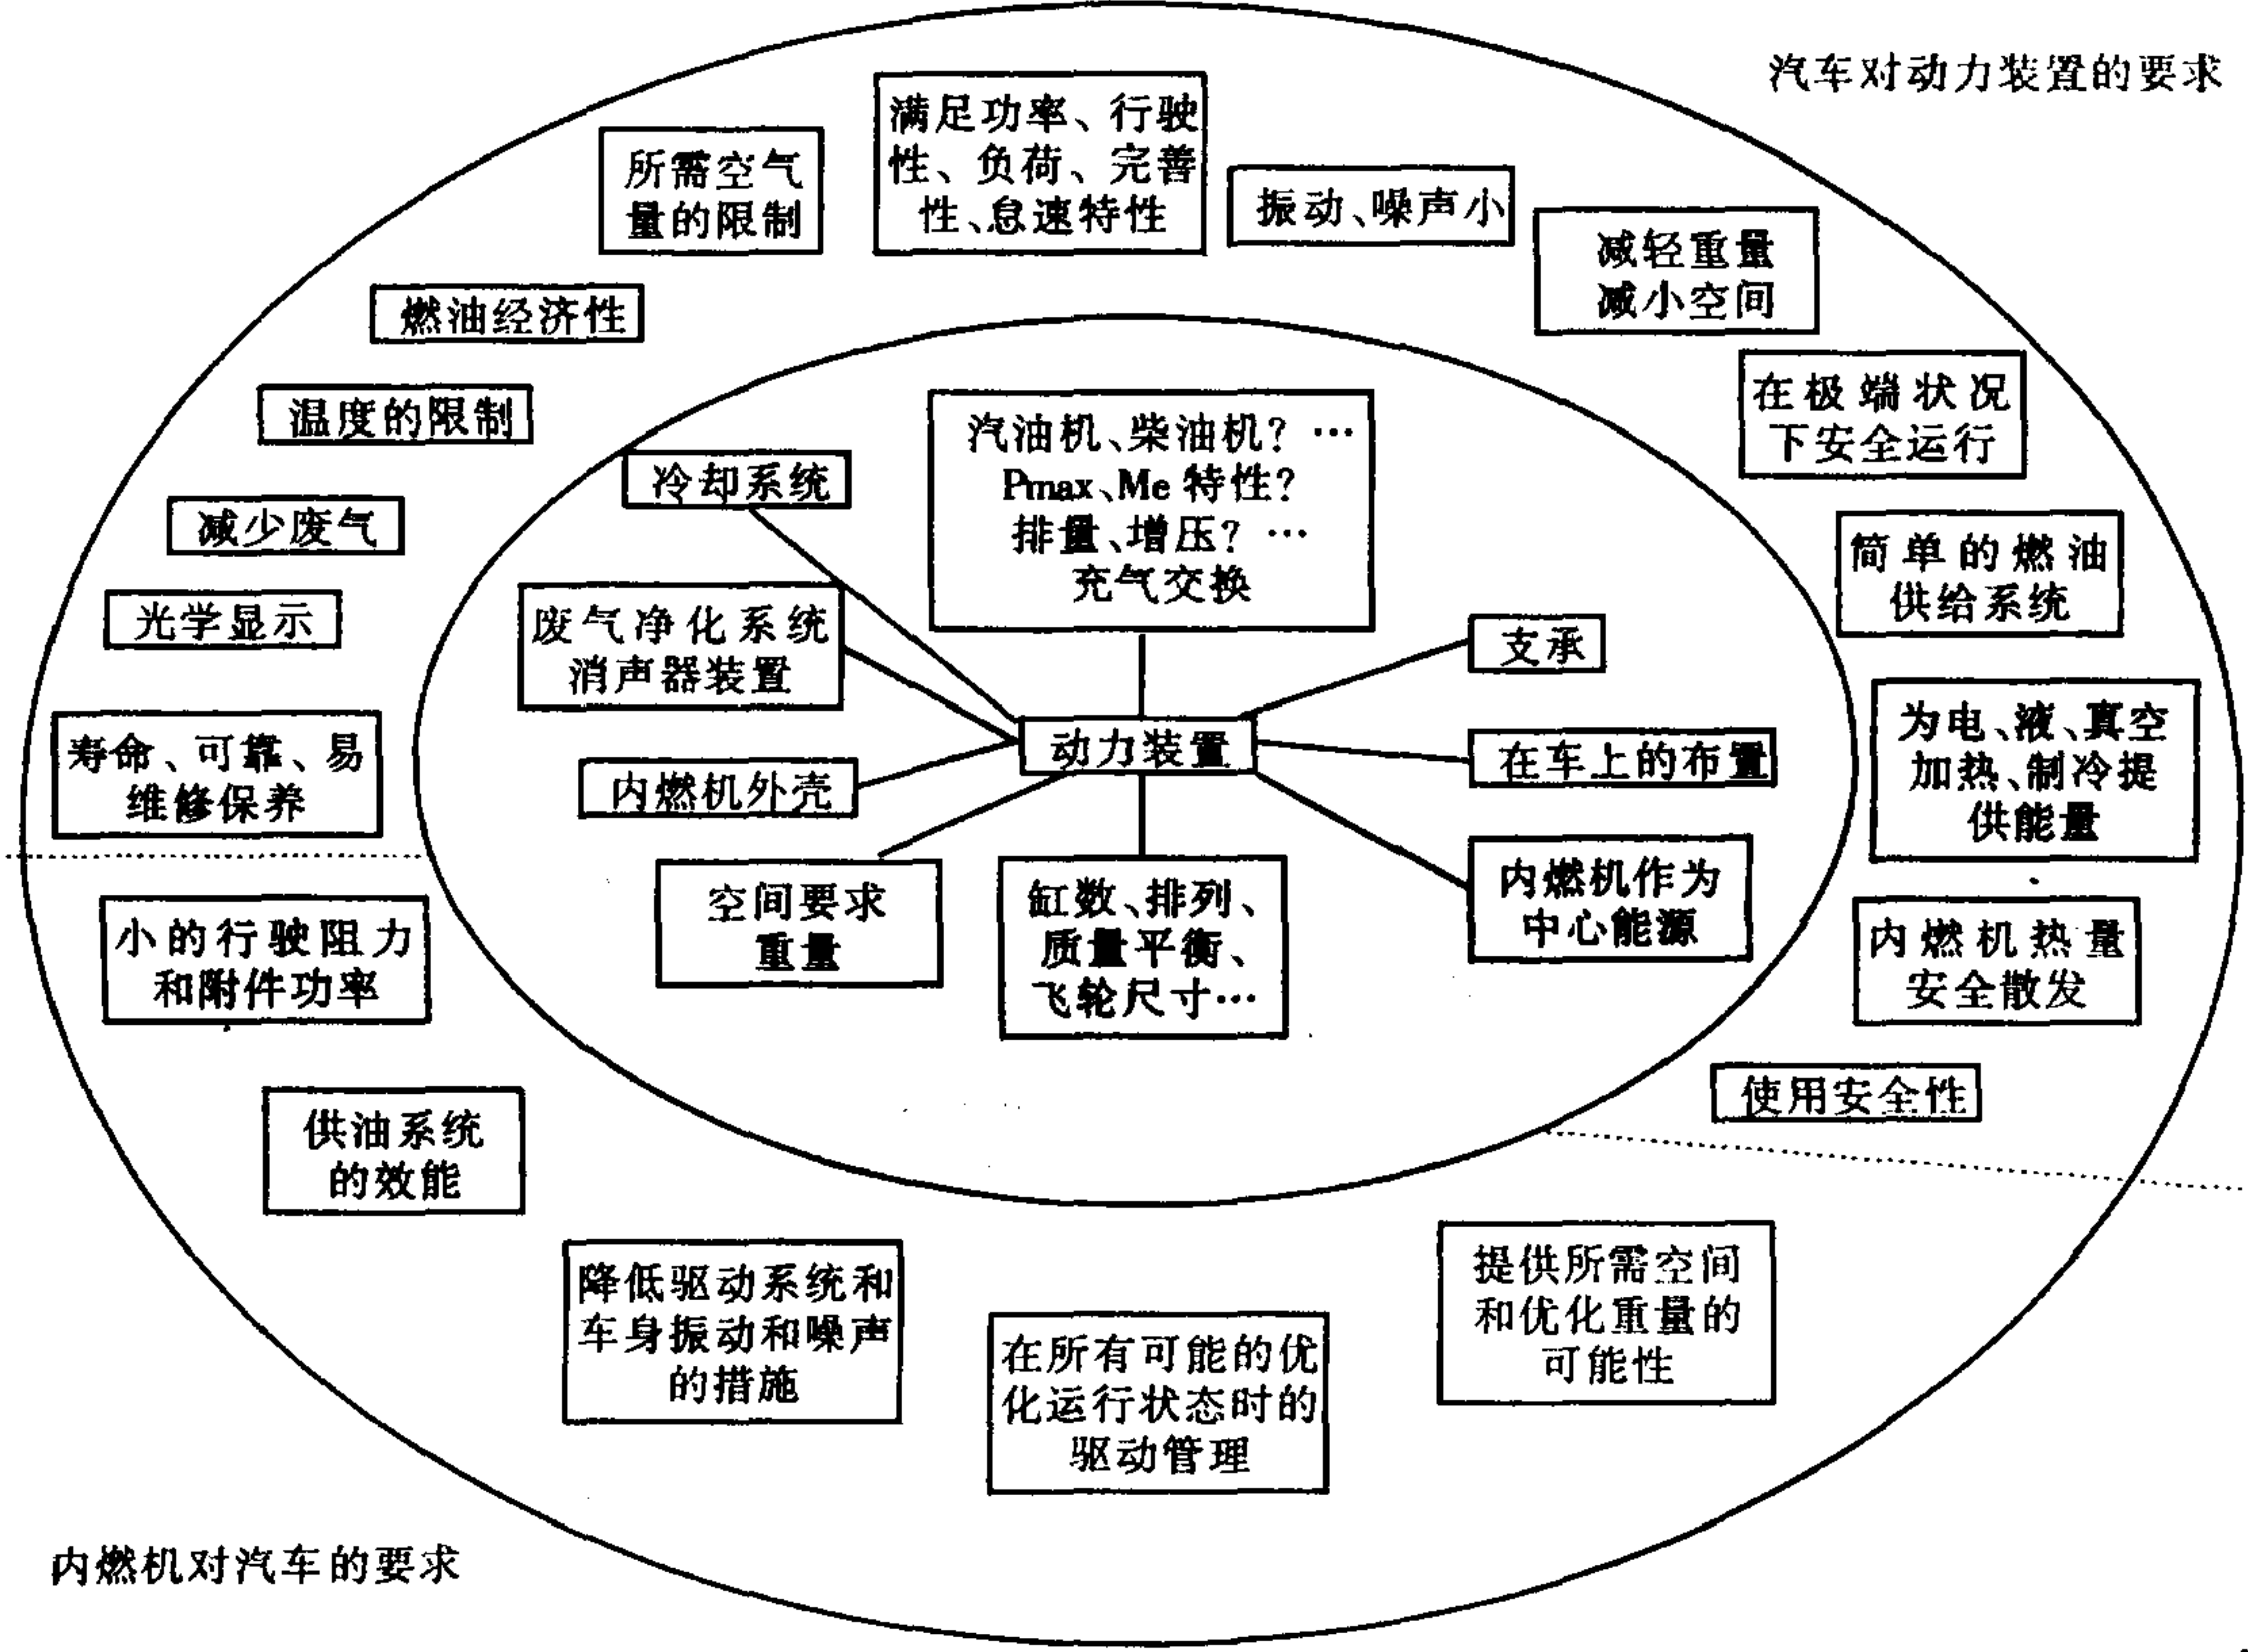 汽车对动力装置的要求
满足功率、行驶
性、负荷、完善
性、怠速特性
所需空气
量的限制
振动、噪声小
减轻重量
减小空间
燃油经济性
在极端状况
下安全运行
温度的限制
汽油机、柴油机？…
Pmax、Me 特性？
排量、增压？…
充气交换
冷却系统
减少废气
简单的燃油
供给系统
光学显示
废气净化系统
消声器装置
支承
为电、液、真空
加热、制冷提
供能量
寿命、可靠、易
维修保养
动力装置
在车上的布置
内燃机外壳
内燃机作为
中心能源
空间要求
重量
缸数、排列、
质量平衡、
飞轮尺寸…
小的行驶阻力
和附件功率
内燃机热量
安全散发
使用安全性
供油系统
的效能
降低驱动系统和
车身振动和噪声
的措施
提供所需空间
和优化重量的
可能性
在所有可能的优
化运行状态时的
驱动管理
内燃机对汽车的要求